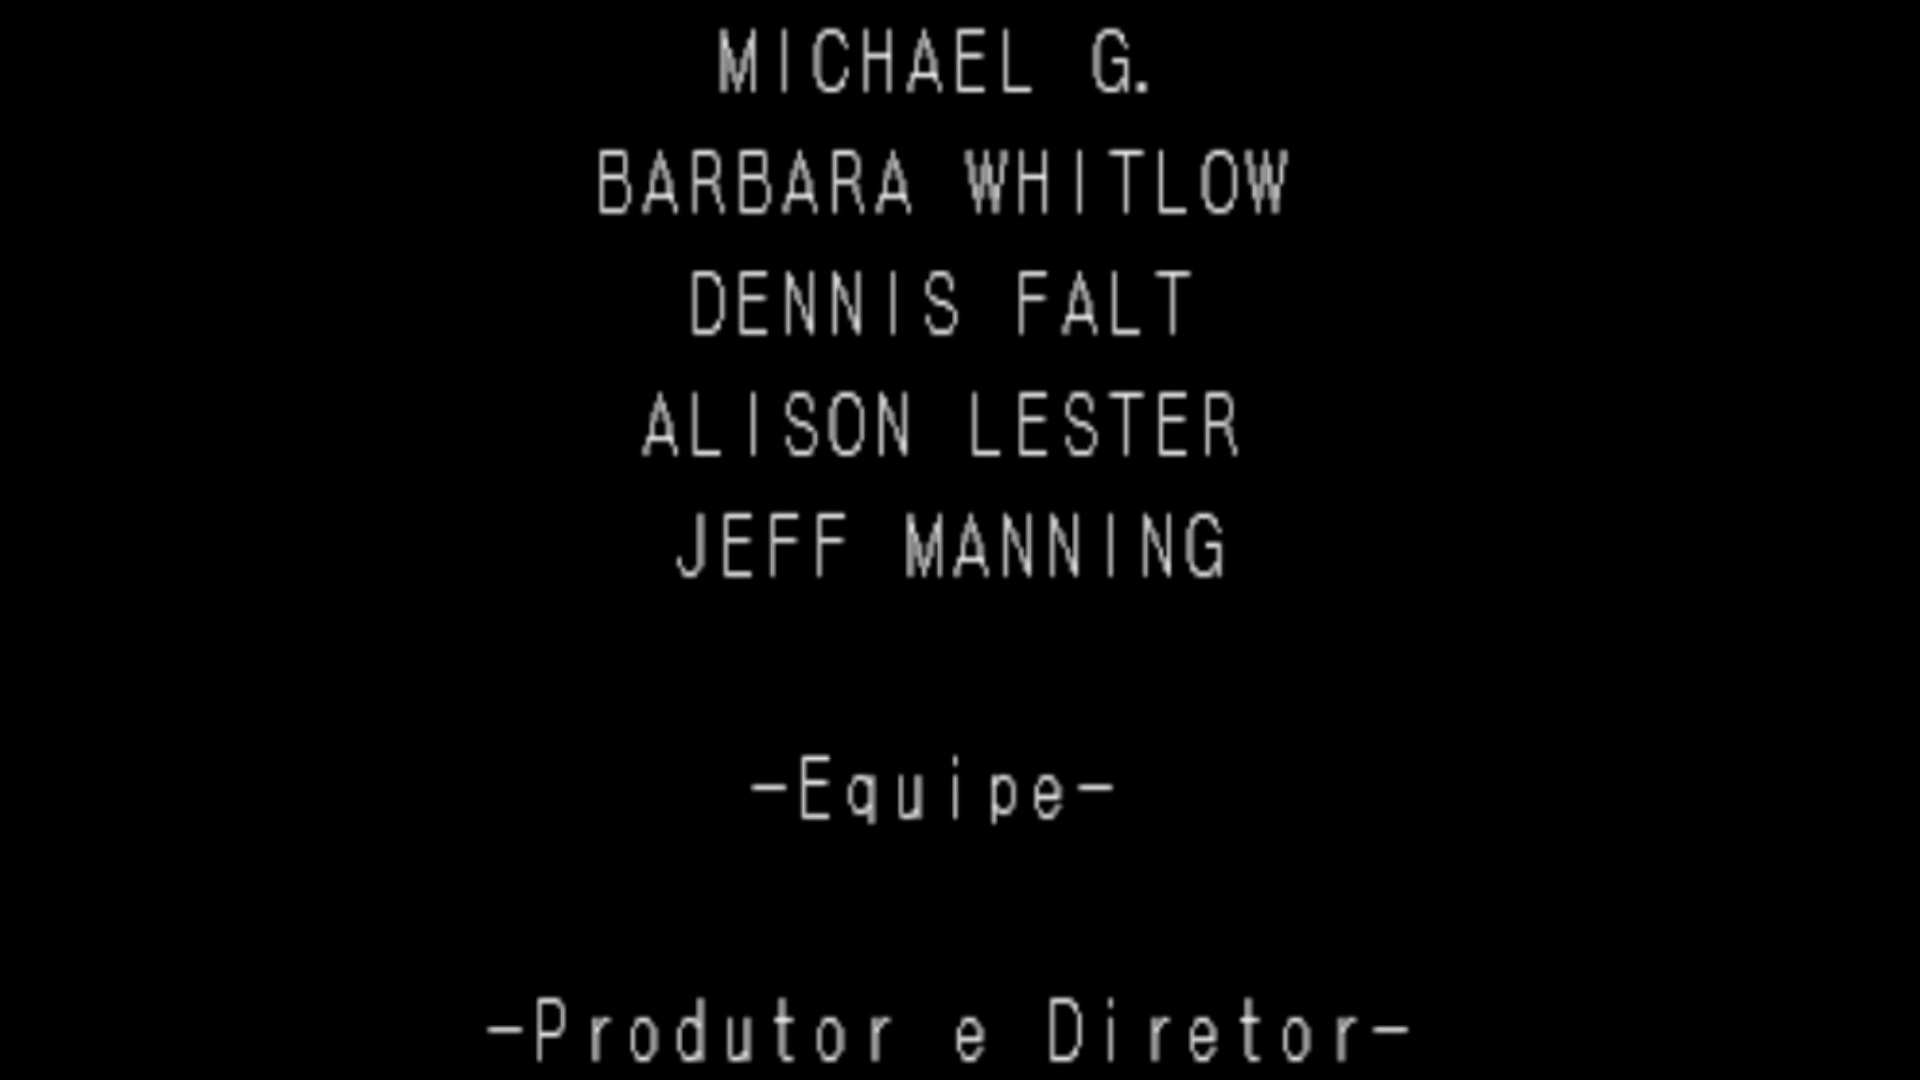 MICHAEL G.
BARBARA WHITLOW
DENNIS FALT
ALISON LESTER
JEFF MANNING
-Equipe-
-Produtor e Diretor-